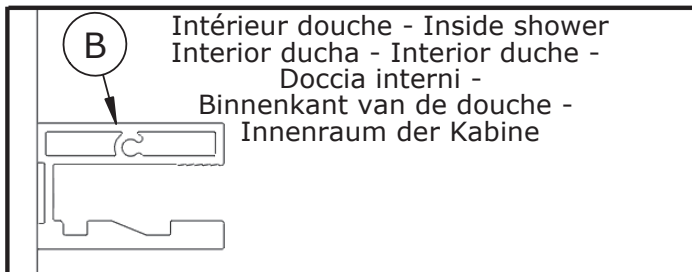 B
Intérieur douche - Inside shower
Interior ducha - Interior duche -
Doccia interni -
Binnenkant van de douche -
Innenraum der Kabine